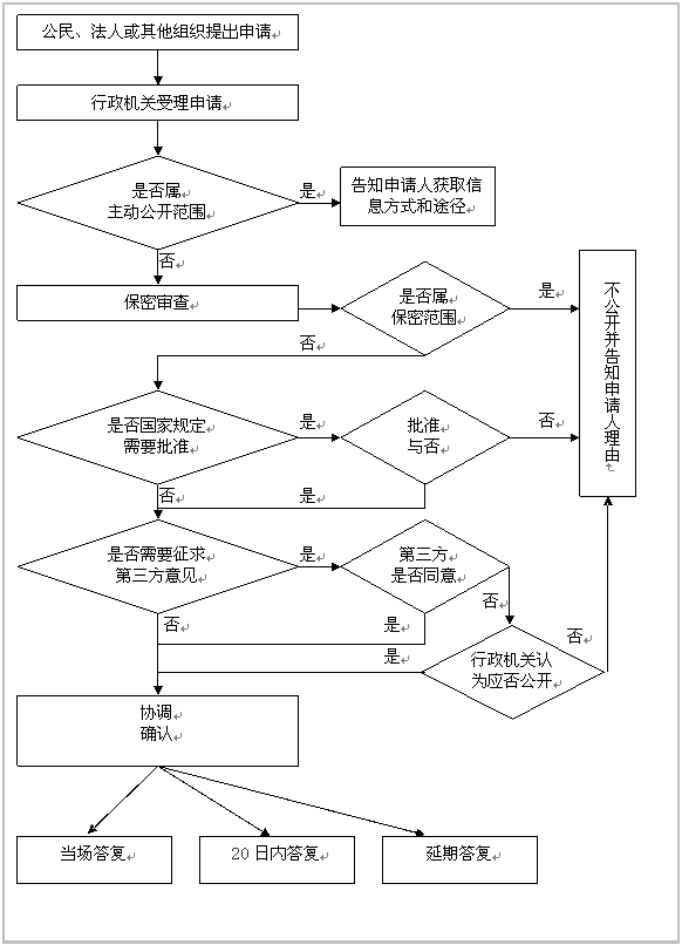 公民、法人或其他组织提出申请
行政机关受理申请
是否属
主动公开范围
是
告知申请人获取信
息方式和途径
否
保密审查
是否属
保密范围
是
不公开并告知申请人理由
否
是否国家规定
需要批准
是
批准
与否
否
否
是
是否需要征求
第三方意见
是
第三方
是否同意
否
否
是
是
行政机关认
为应否公开
否
协调
确认
当场答复
20 日内答复
延期答复